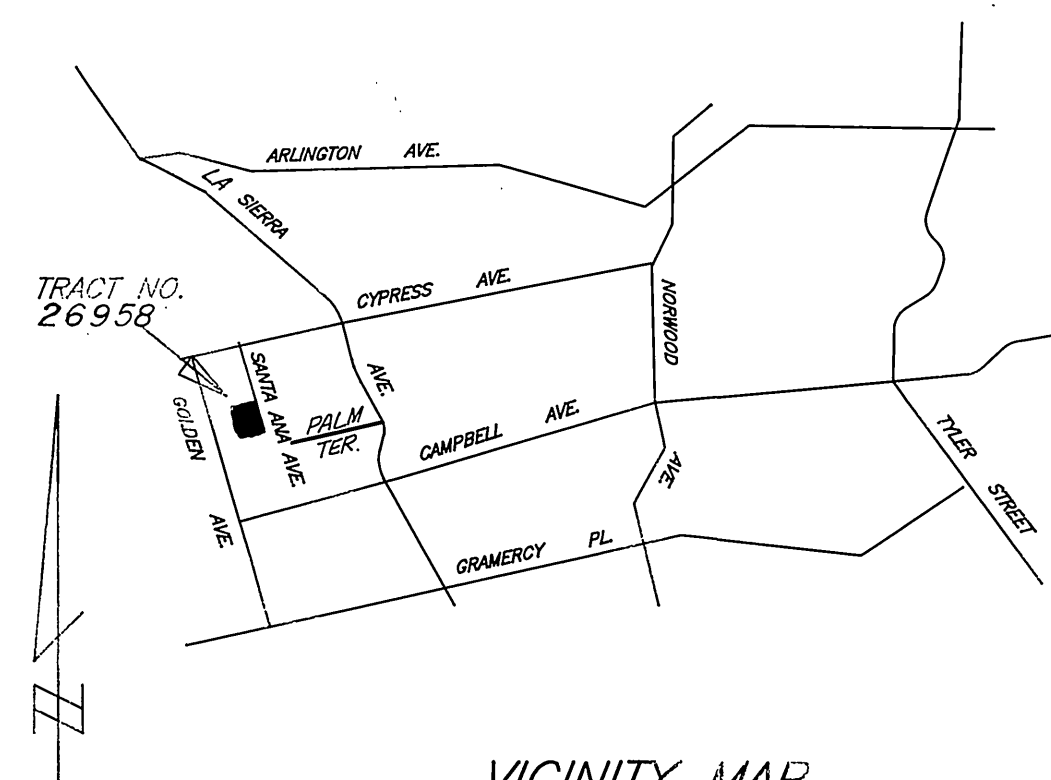 ARLINGTON AVE.
LA SIERRA
TRACT NO.
26958
CYPRESS AVE.
NORWOOD
SANTA ANA AVE.
AVE.
GOLDEN
PALM
TER.
CAMPBELL AVE.
TYLER
STREET
AVE.
AVE.
GRAMERCY PL.
N
VICINITY MAP